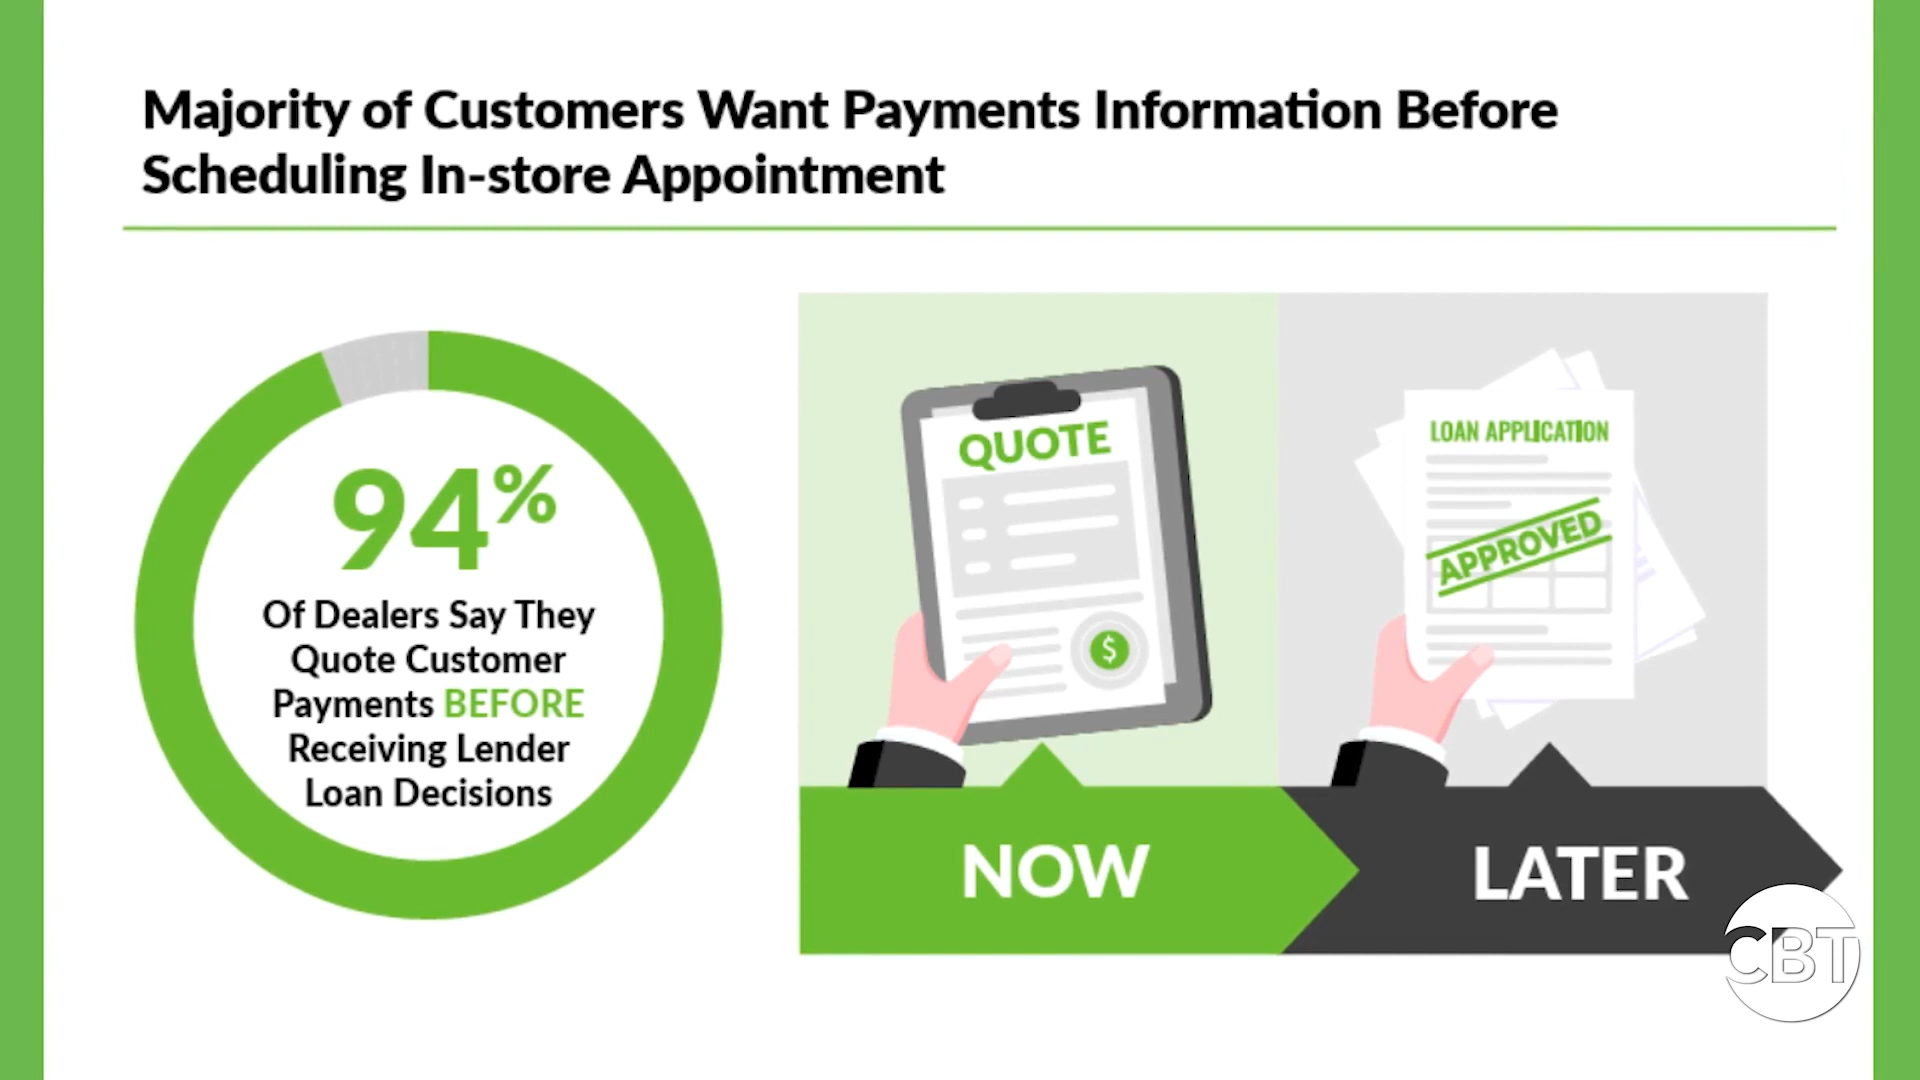 Majority of Customers Want Payments Information Before
Scheduling In-store Appointment
94%
Of Dealers Say They
Quote Customer
Payments BEFORE
Receiving Lender
Loan Decisions
QUOTE
$
LOAN APPLICATION
APPROVED
NOW
LATER
CBT